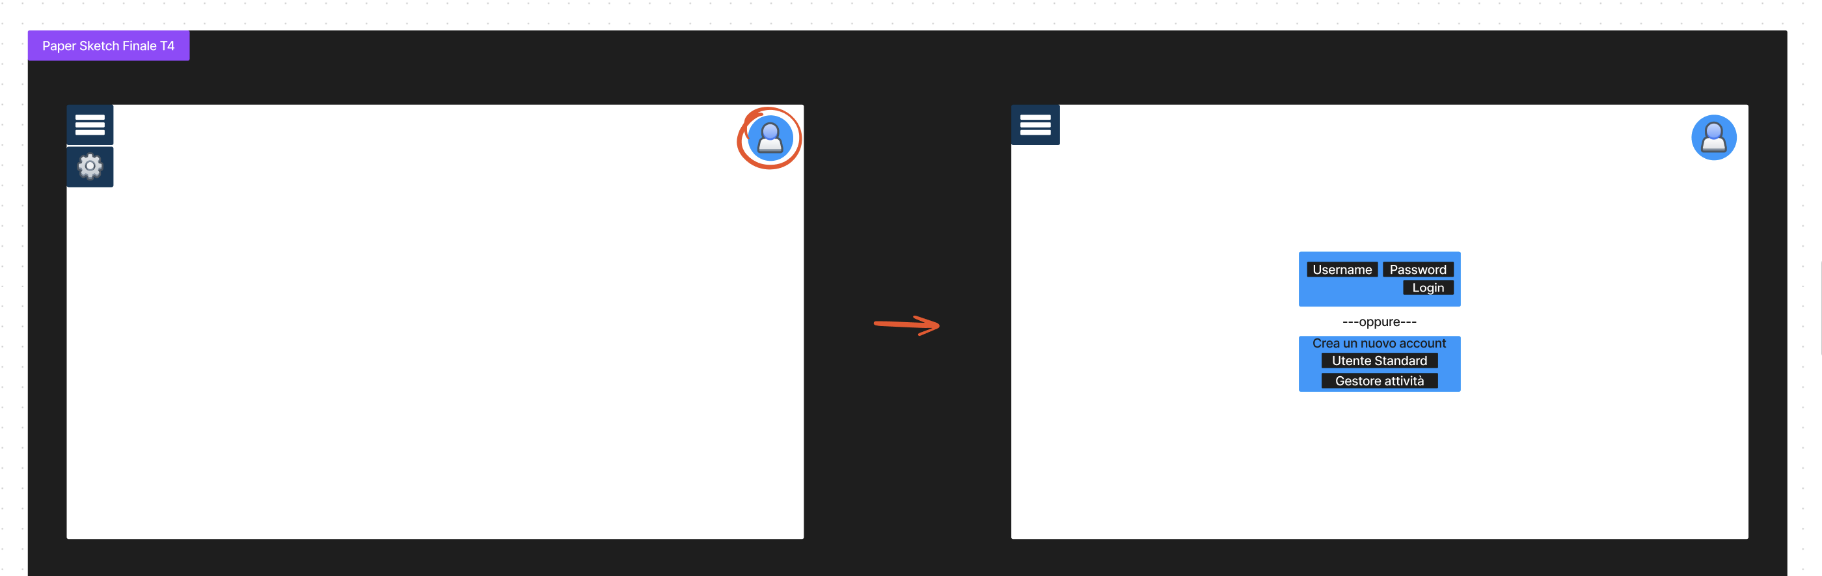 Paper Sketch Finale T4
Username Password
Login
---oppure---
Crea un nuovo account
Utente Standard
Gestore attività